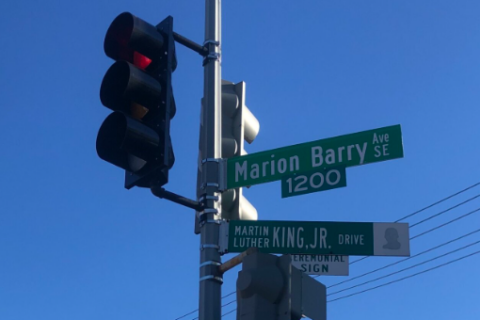 Marion Barry Ave SE
1200
MARTIN LUTHER KING, JR. DRIVE
CEREMONIAL
SIGN